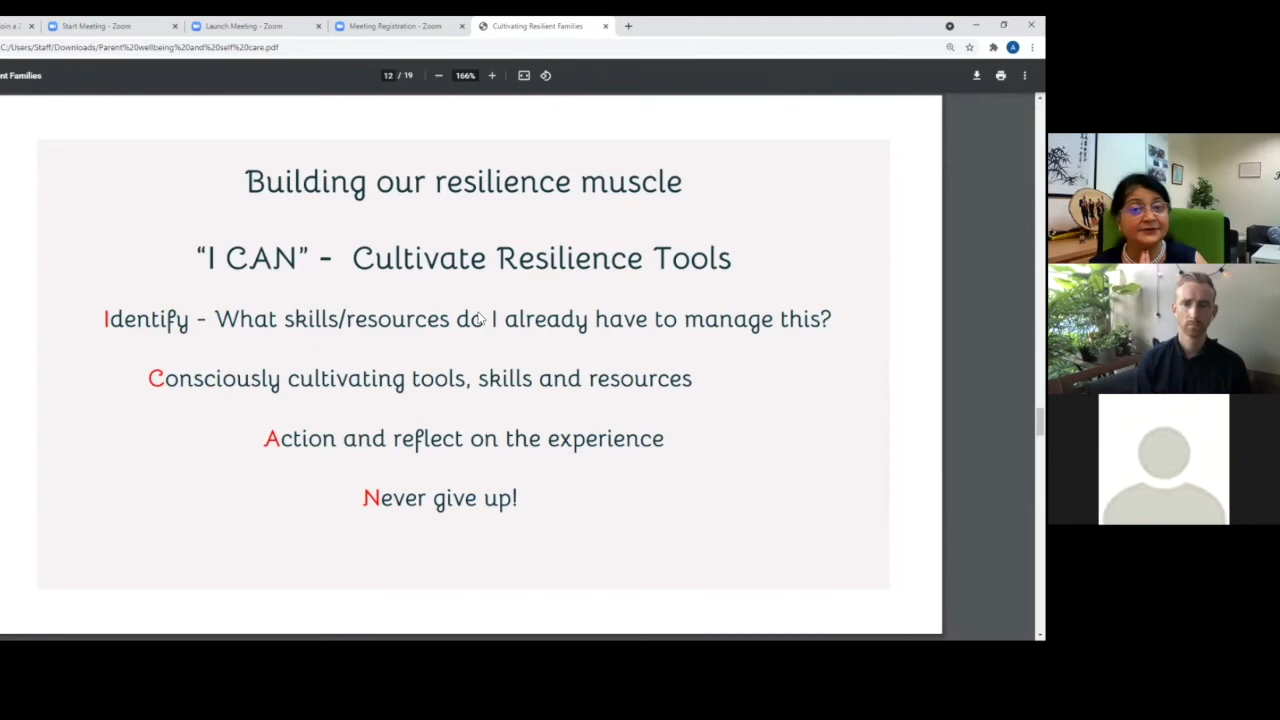 oin a Z
Start Meeting - Zoom
Launch Meeting - Zoom
Meeting Registration - Zoom
Cultivating Resilient Families
C:/Users/Staff/Downloads/Parent%20wellbeing%20and%20self%20care.pdf
A
nt Families
12 / 19
166%
Building our resilience muscle
“I CAN” - Cultivate Resilience Tools
Identify - What skills/resources do I already have to manage this?
Consciously cultivating tools, skills and resources
Action and reflect on the experience
Never give up!